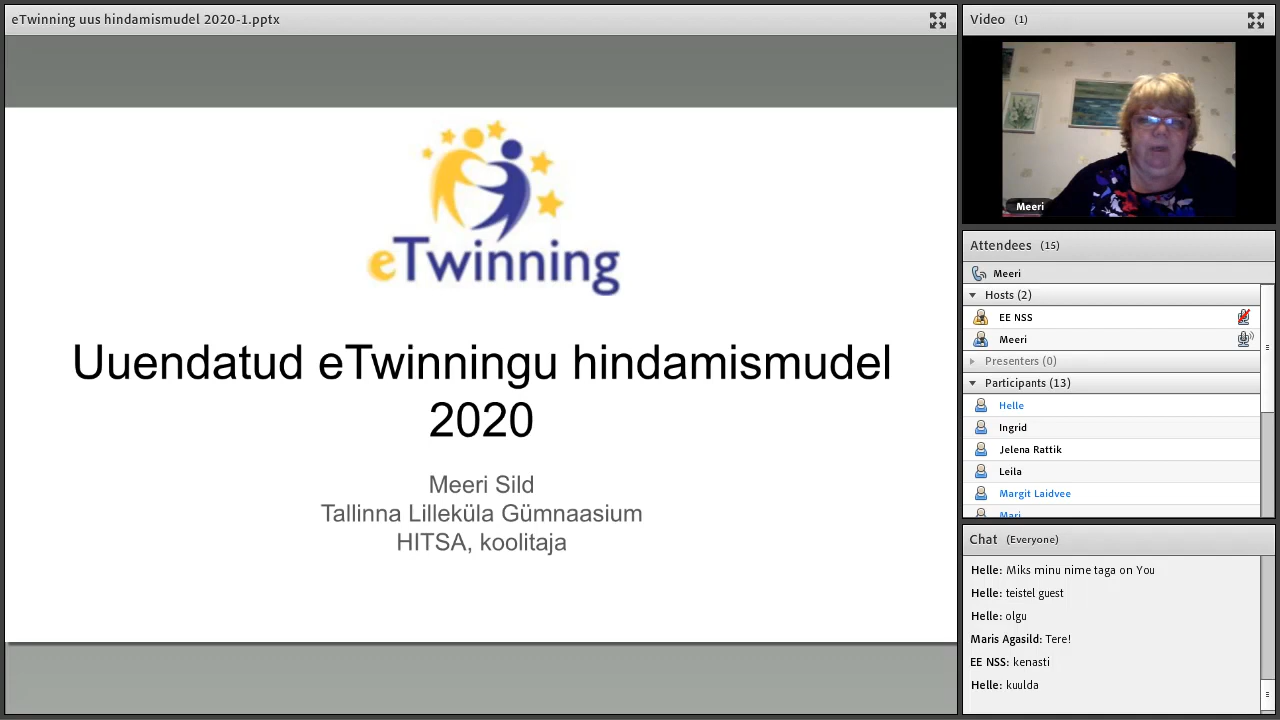 eTwinning uus hindamismudel 2020-1.pptx
eTwinning
Uuendatud eTwinningu hindamismudel
2020
Meeri Sild
Tallinna Lilleküla Gümnaasium
HITSA, koolitaja
Video (1)
Meeri
Attendees (15)
Meeri
Hosts (2)
EE NSS
Meeri
Presenters (0)
Participants (13)
Helle
Ingrid
Jelena Rattik
Leila
Margit Laidvee
Mari
Chat (Everyone)
Helle: Miks minu nime taga on You
Helle: teistel guest
Helle: olgu
Maris Agasild: Tere!
EE NSS: kenasti
Helle: kuulda